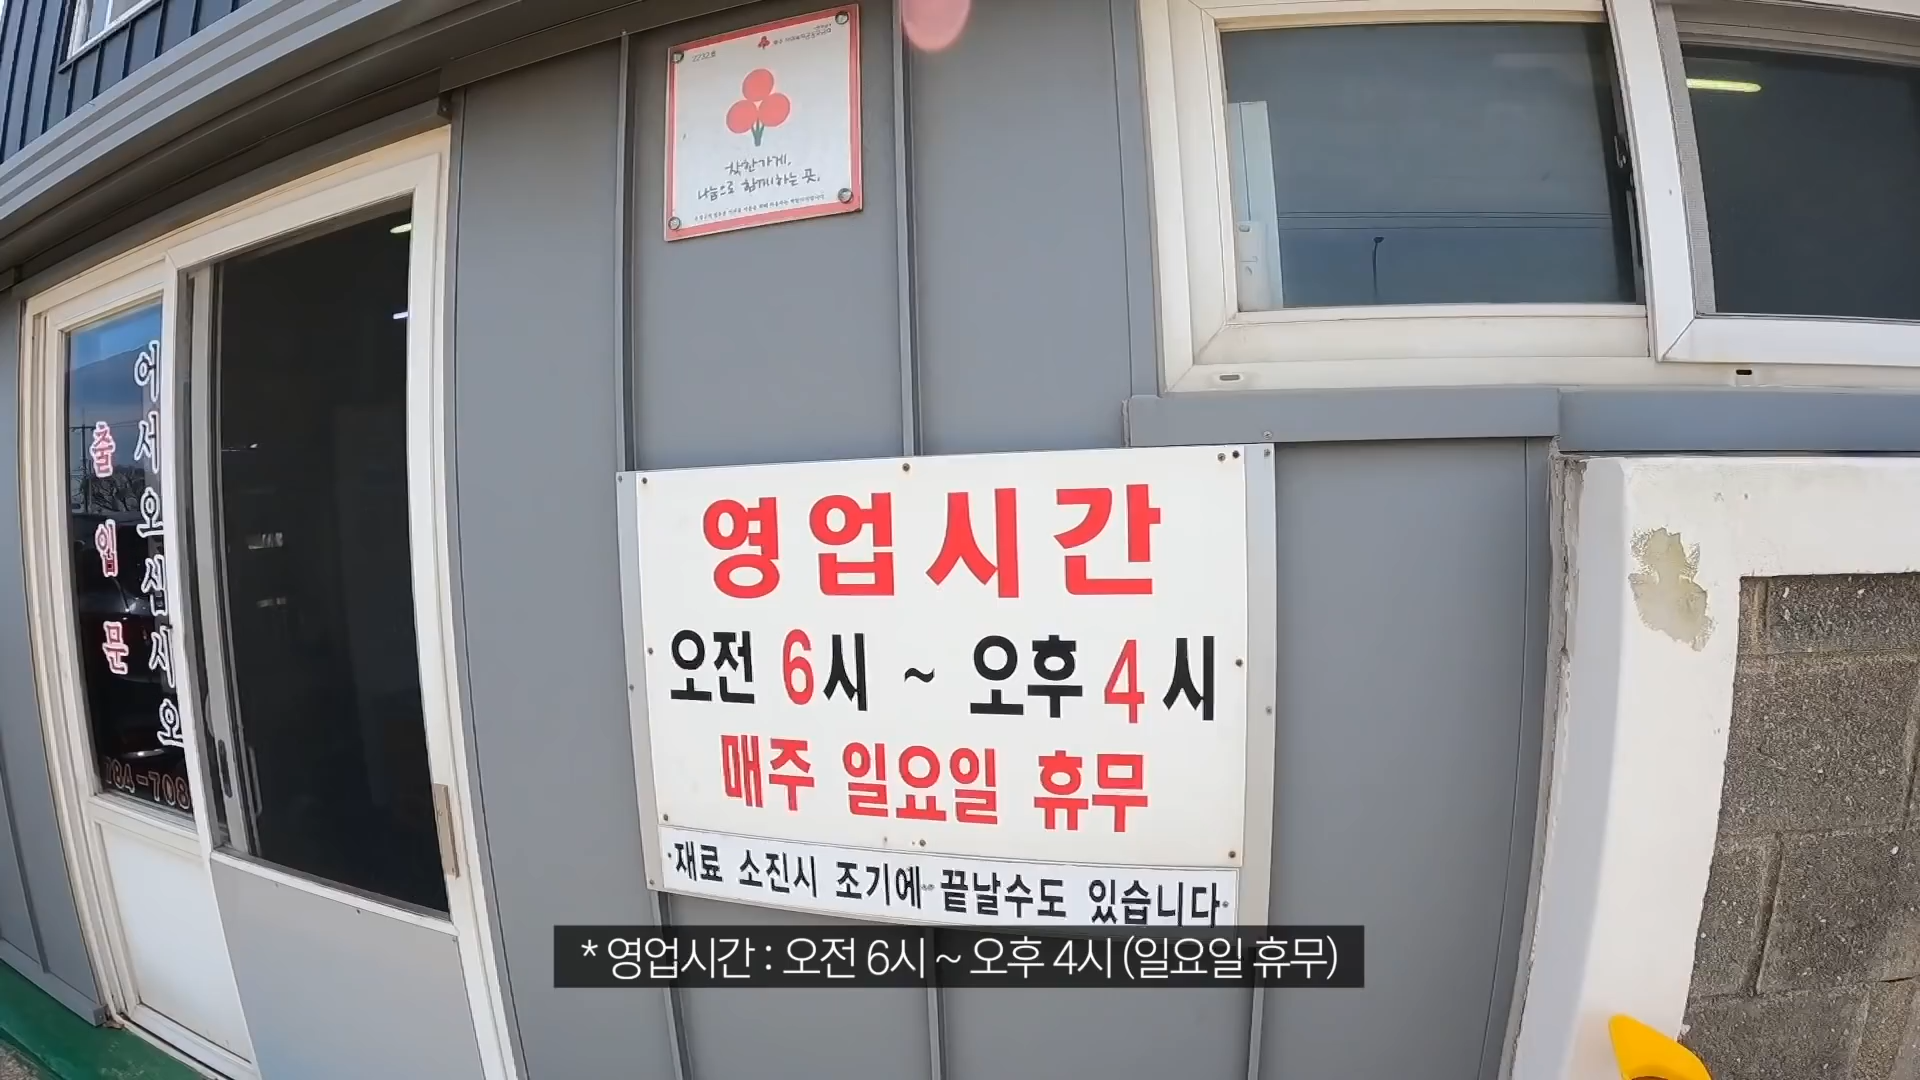 착한가게,
나눔으로 함께하는 곳.
어서오십시오
출입문
784-708
영업시간
오전 6시 ~ 오후 4시
매주 일요일 휴무
재료 소진시 조기에 끝날수도 있습니다
* 영업시간 : 오전 6시 ~ 오후 4시 (일요일 휴무)